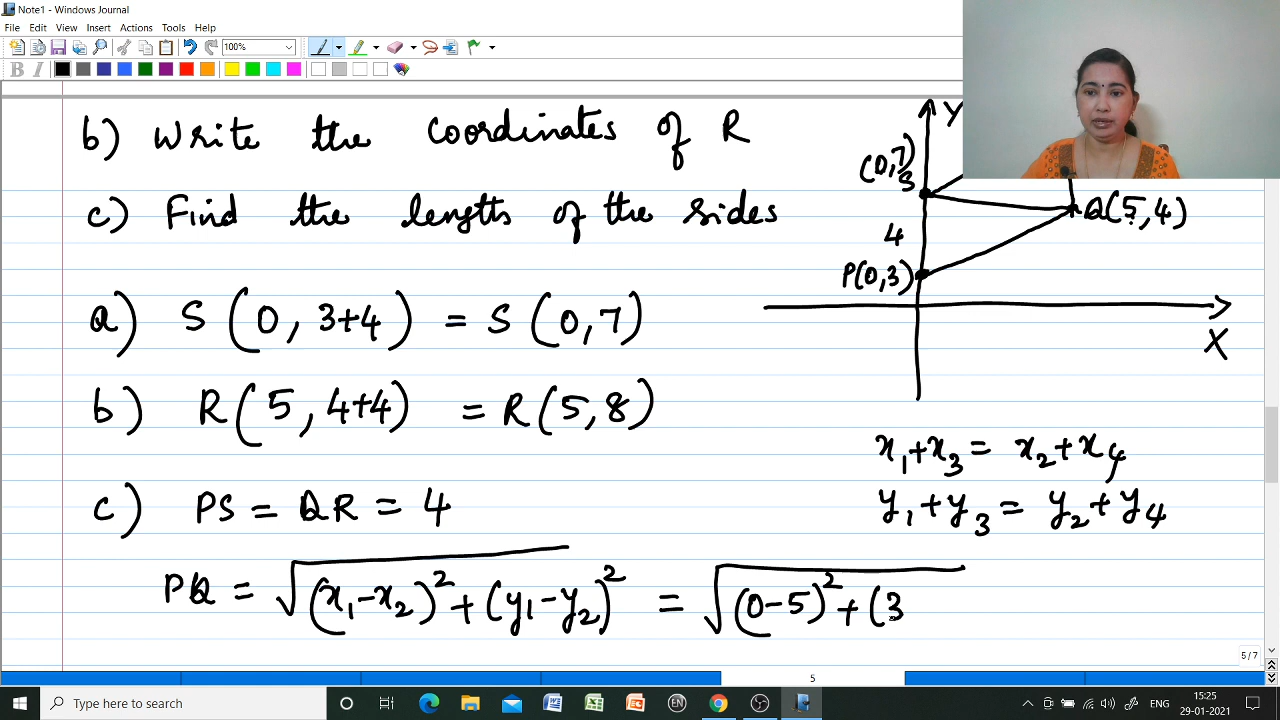 Note1 - Windows Journal
File Edit View Insert Actions Tools Help
100%
B I
b) Write the coordinates of R
c) Find the lengths of the sides
a) S (0, 3+4) = S (0, 7)
b) R (5, 4+4) = R (5, 8)
c) PS = QR = 4
PQ = √(x₁-x₂)² + (y₁-y₂)² = √(0-5)² + (3
Y
(0, 7)
S
Q(5, 4)
4
P(0, 3)
X
x₁+x₃ = x₂+x₄
y₁+y₃ = y₂+y₄
5/7
5
Type here to search
EN
ENG
15:25
29-01-2021